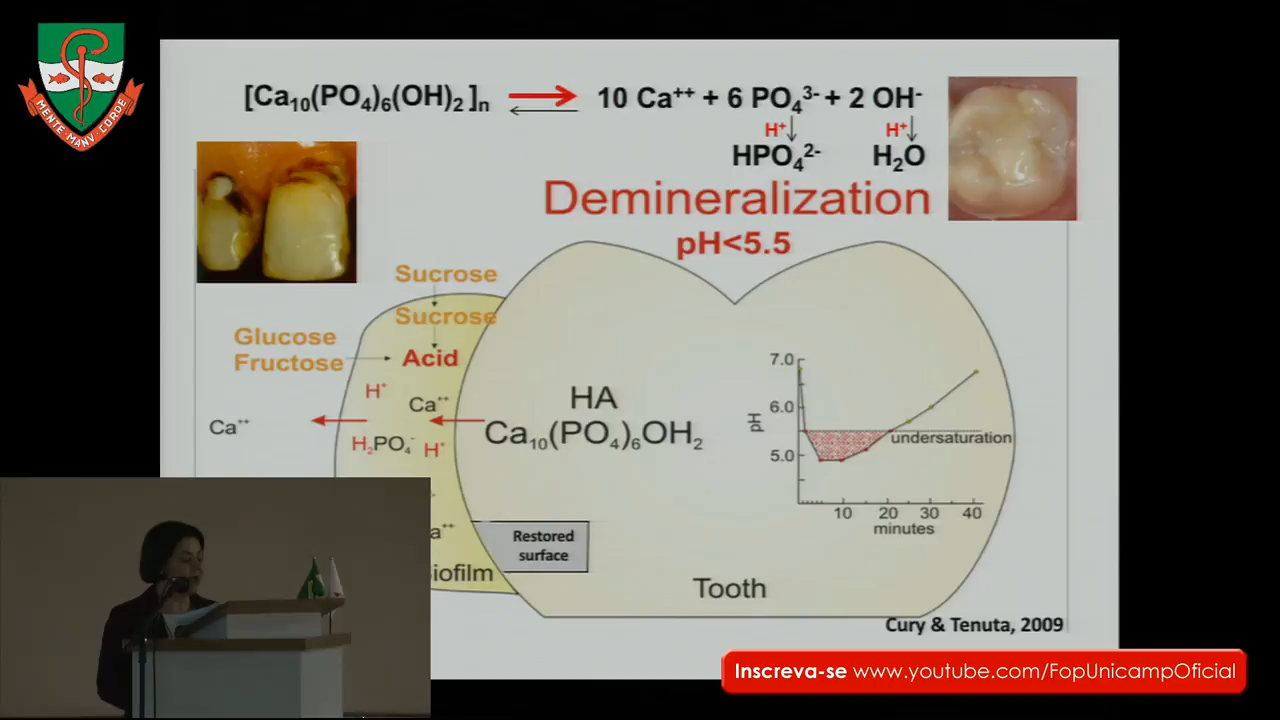 MENTE MANV CORDE
[Ca10(PO4)6(OH)2]n 10 Ca++ + 6 PO4 3- + 2 OH-
H+ H+
HPO4 2- H2O
Demineralization
pH<5.5
Sucrose
Sucrose
Glucose
Fructose
Acid
H+
Ca++
Ca++
H2PO4-
H+
HA
Ca10(PO4)6OH2
a++
iofilm
Restored
surface
Tooth
7.0
6.0
5.0
pH
undersaturation
10 20 30 40
minutes
Cury & Tenuta, 2009
Inscreva-se www.youtube.com/FopUnicampOficial